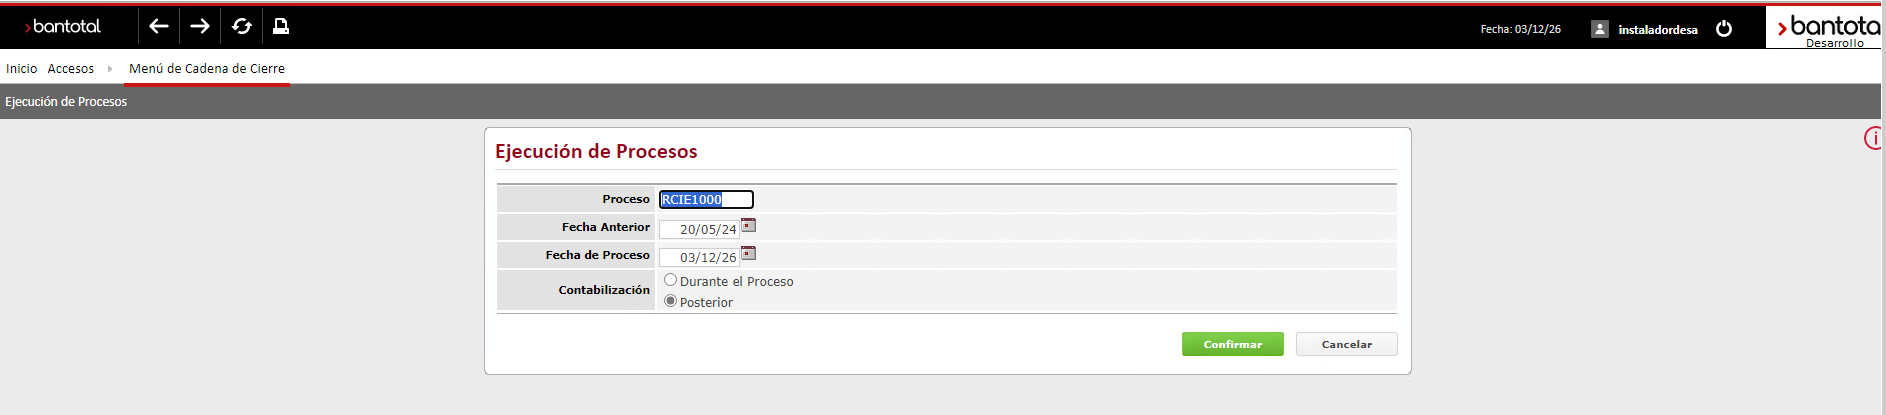 bantotal
Fecha: 03/12/26
instaladordesa
bantota
Desarrollo
Inicio Accesos Menú de Cadena de Cierre
Ejecución de Procesos
Ejecución de Procesos
Proceso RCIE1000
Fecha Anterior 20/05/24
Fecha de Proceso 03/12/26
Contabilización
Durante el Proceso
Posterior
Confirmar Cancelar